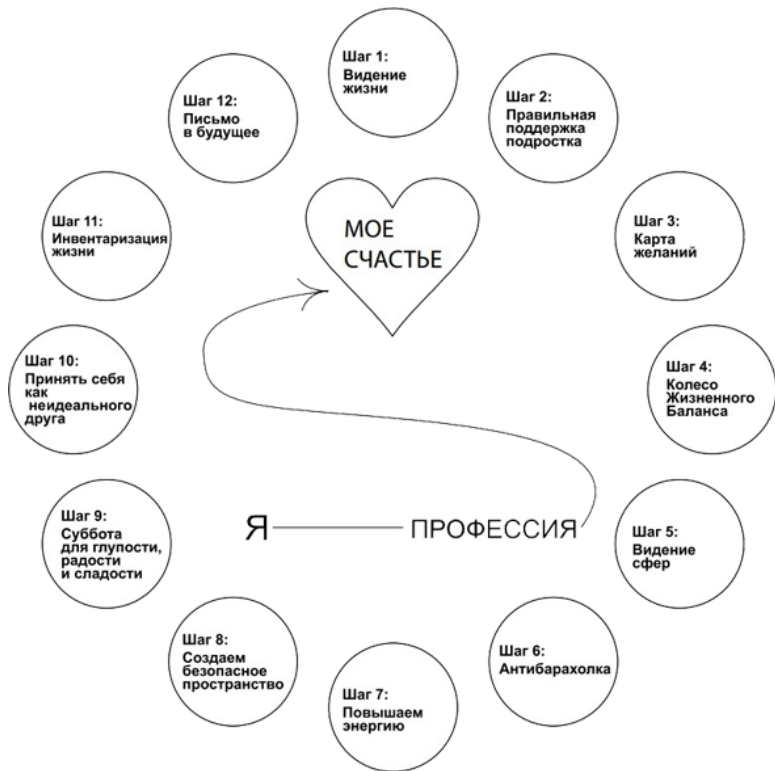 Шаг 1:
Видение
жизни
Шаг 2:
Правильная
поддержка
подростка
Шаг 3:
Карта
желаний
Шаг 4:
Колесо
Жизненного
Баланса
Шаг 5:
Видение
сфер
Шаг 6:
Антибарахолка
Шаг 7:
Повышаем
энергию
Шаг 8:
Создаем
безопасное
пространство
Шаг 9:
Суббота
для глупости,
радости
и сладости
Шаг 10:
Принять себя
как
неидеального
друга
Шаг 11:
Инвентаризация
жизни
Шаг 12:
Письмо
в будущее
МОЕ
СЧАСТЬЕ
Я
ПРОФЕССИЯ